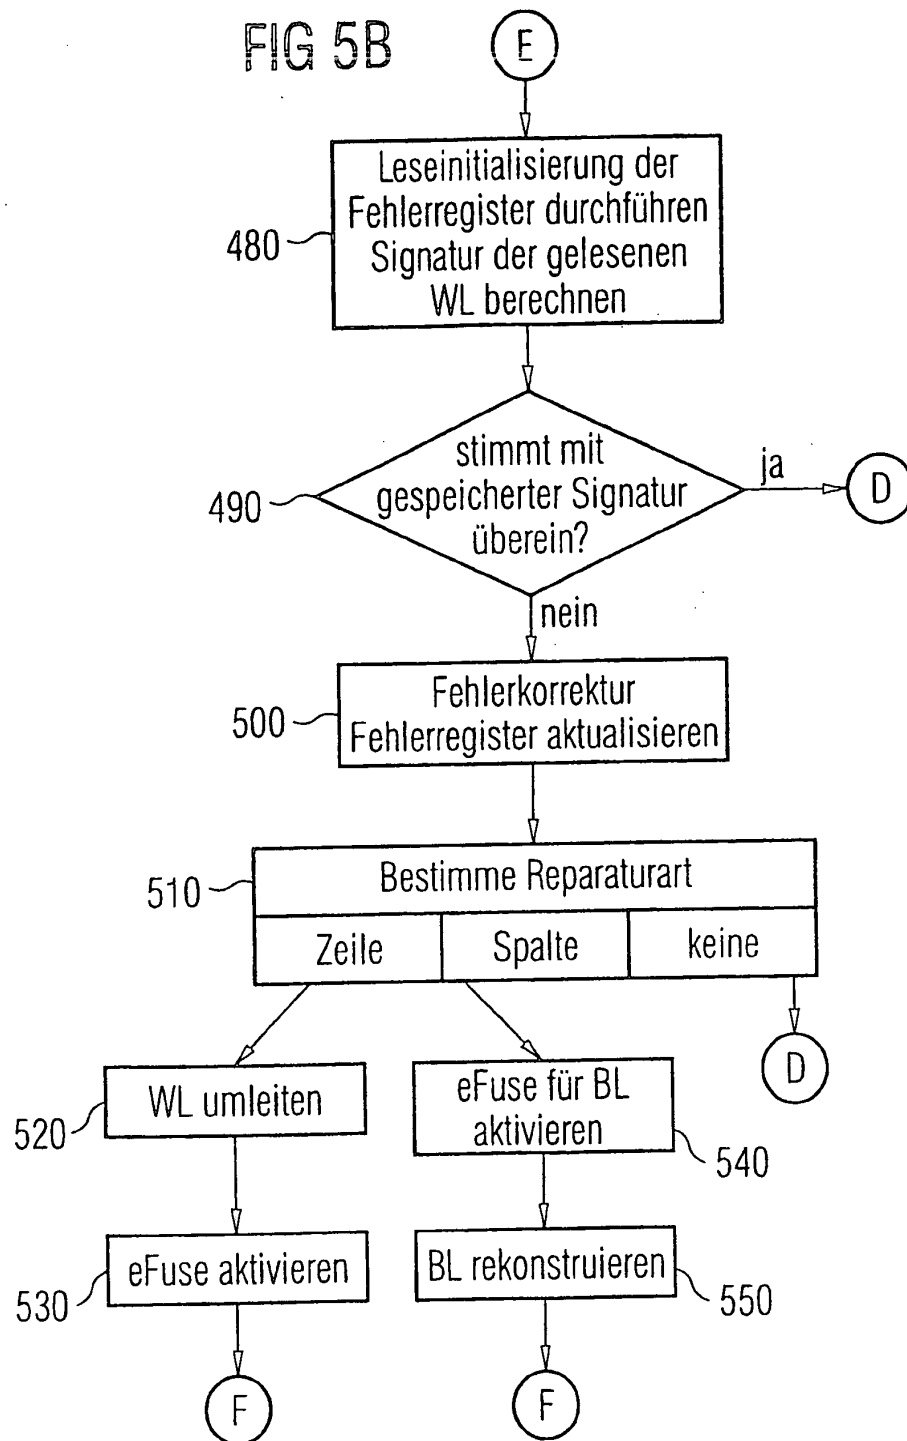 FIG 5B
E
Leseinitialisierung der
Fehlerregister durchführen
Signatur der gelesenen
WL berechnen
480
stimmt mit
gespeicherter Signatur
überein?
490
ja
D
nein
Fehlerkorrektur
Fehlerregister aktualisieren
500
Bestimme Reparaturart
510
Zeile
Spalte
keine
D
WL umleiten
520
eFuse für BL
aktivieren
540
eFuse aktivieren
530
BL rekonstruieren
550
F
F